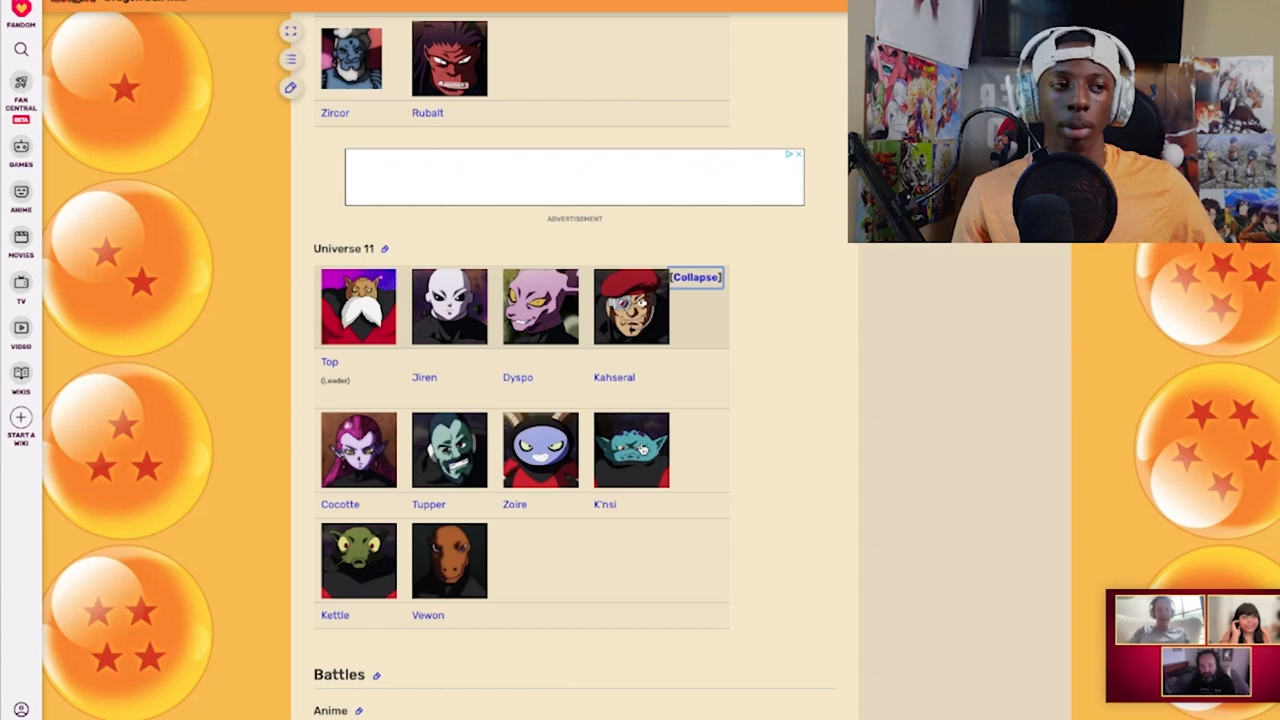 FANDOM
FAN
CENTRAL
BETA
GAMES
ANIME
MOVIES
TV
VIDEO
WIKIS
START A
WIKI
Zircor
Rubalt
ADVERTISEMENT
Universe 11
[Collapse]
Top
(Leader)
Jiren
Dyspo
Kahseral
Cocotte
Tupper
Zoire
K'nsi
Kettle
Vewon
Battles
Anime